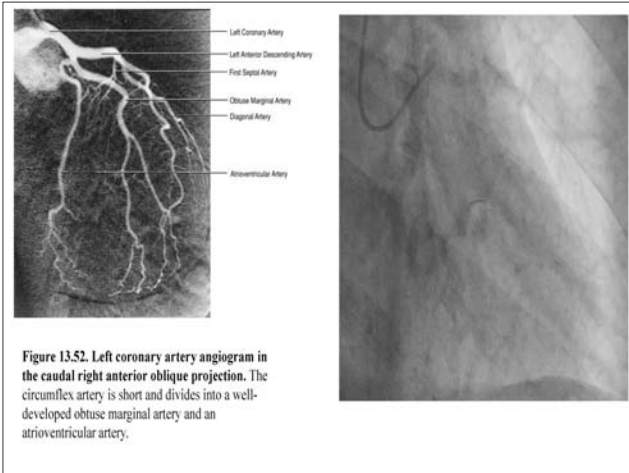 Left Coronary Artery
Left Anterior Descending Artery
First Septal Artery
Obtuse Marginal Artery
Diagonal Artery
Atrioventricular Artery
Figure 13.52. Left coronary artery angiogram in
the caudal right anterior oblique projection. The
circumflex artery is short and divides into a well-
developed obtuse marginal artery and an
atrioventricular artery.